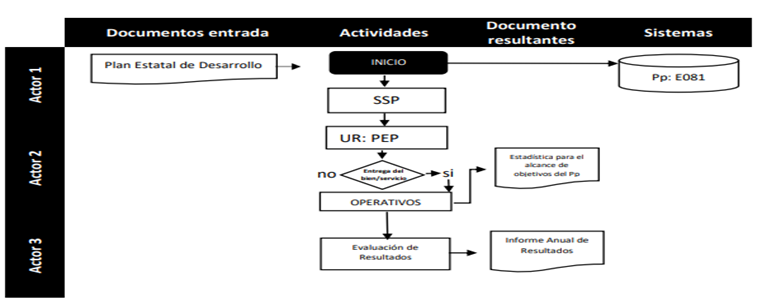 Documentos entrada
Actividades
Documento
resultantes
Sistemas
Actor 1
Plan Estatal de Desarrollo
INICIO
Pp: E081
SSP
UR: PEP
Actor 2
no
Entrega del
bien/servicio
si
Estadística para el
alcance de
objetivos del Pp
OPERATIVOS
Actor 3
Evaluación de
Resultados
Informe Anual de
Resultados